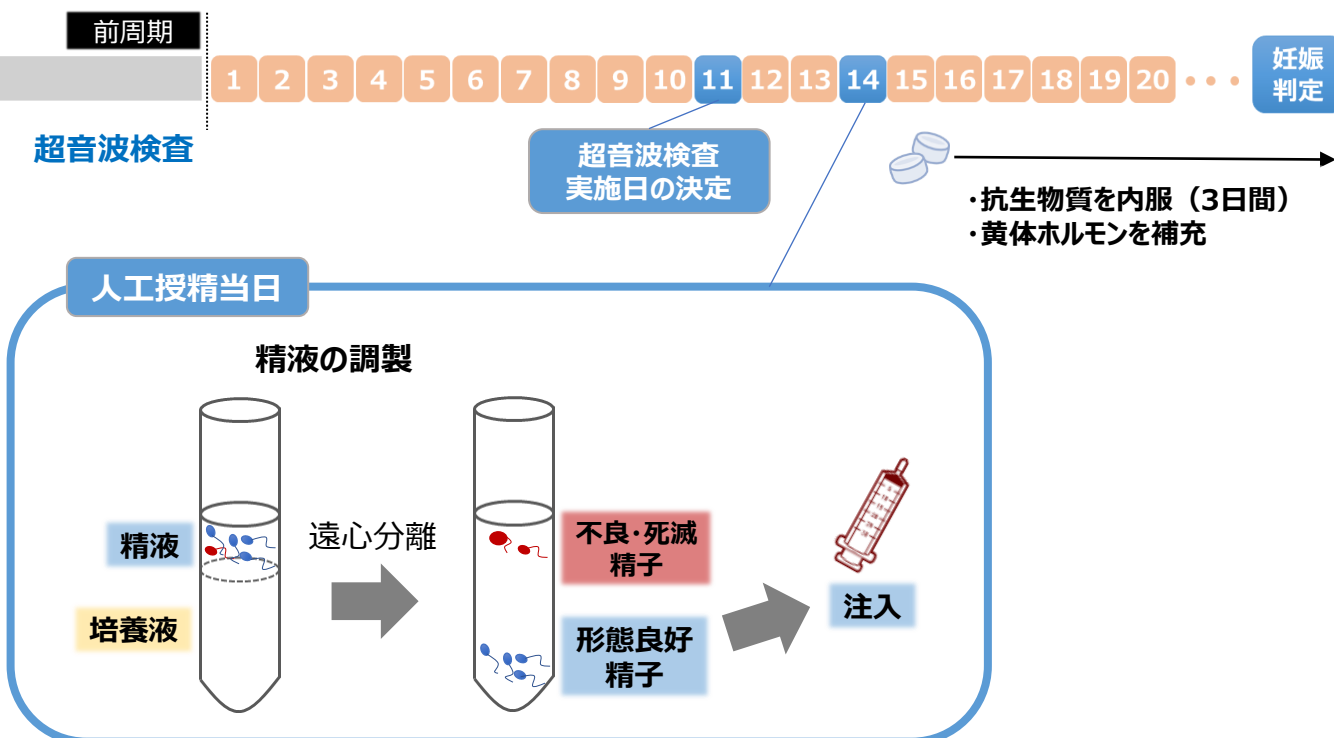 前周期
1 2 3 4 5 6 7 8 9 10 11 12 13 14 15 16 17 18 19 20 ・・・
妊娠
判定
超音波検査
超音波検査
実施日の決定
・抗生物質を内服（3日間）
・黄体ホルモンを補充
人工授精当日
精液の調製
精液
培養液
遠心分離
不良・死滅
精子
形態良好
精子
注入